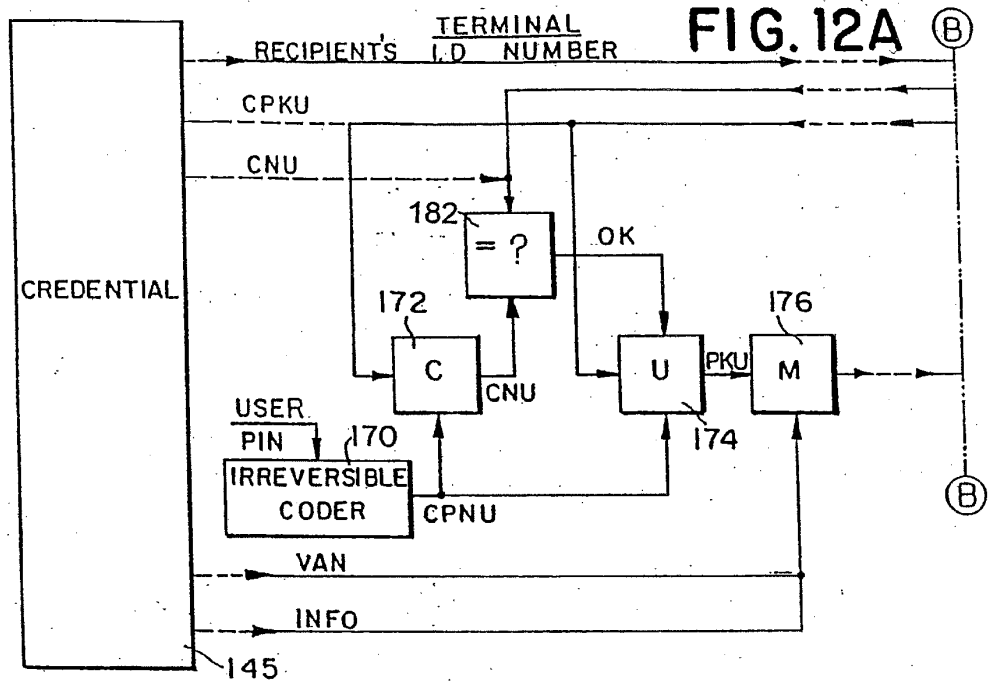 FIG. 12A
B
TERMINAL
RECIPIENT'S I.D NUMBER
CPKU
CNU
182
= ?
OK
CREDENTIAL
172
176
C
CNU
U
PKU
M
USER
PIN
170
174
IRREVERSIBLE
CODER
CPNU
B
VAN
INFO
145